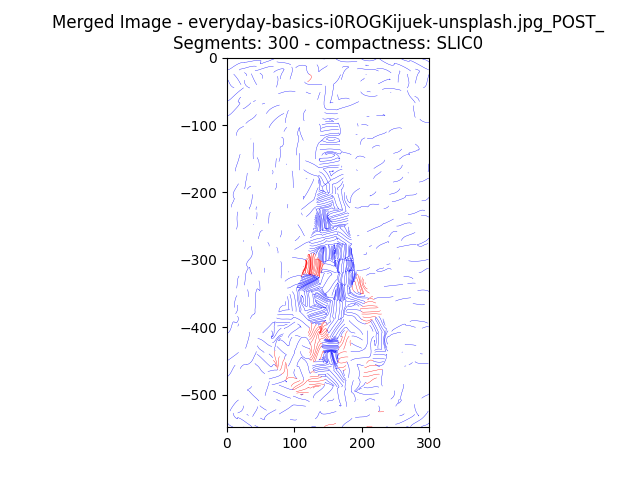 Merged Image - everyday-basics-i0ROGKijuek-unsplash.jpg_POST_
Segments: 300 - compactness: SLIC0
0
−100
−200
−300
−400
−500
0 100 200 300